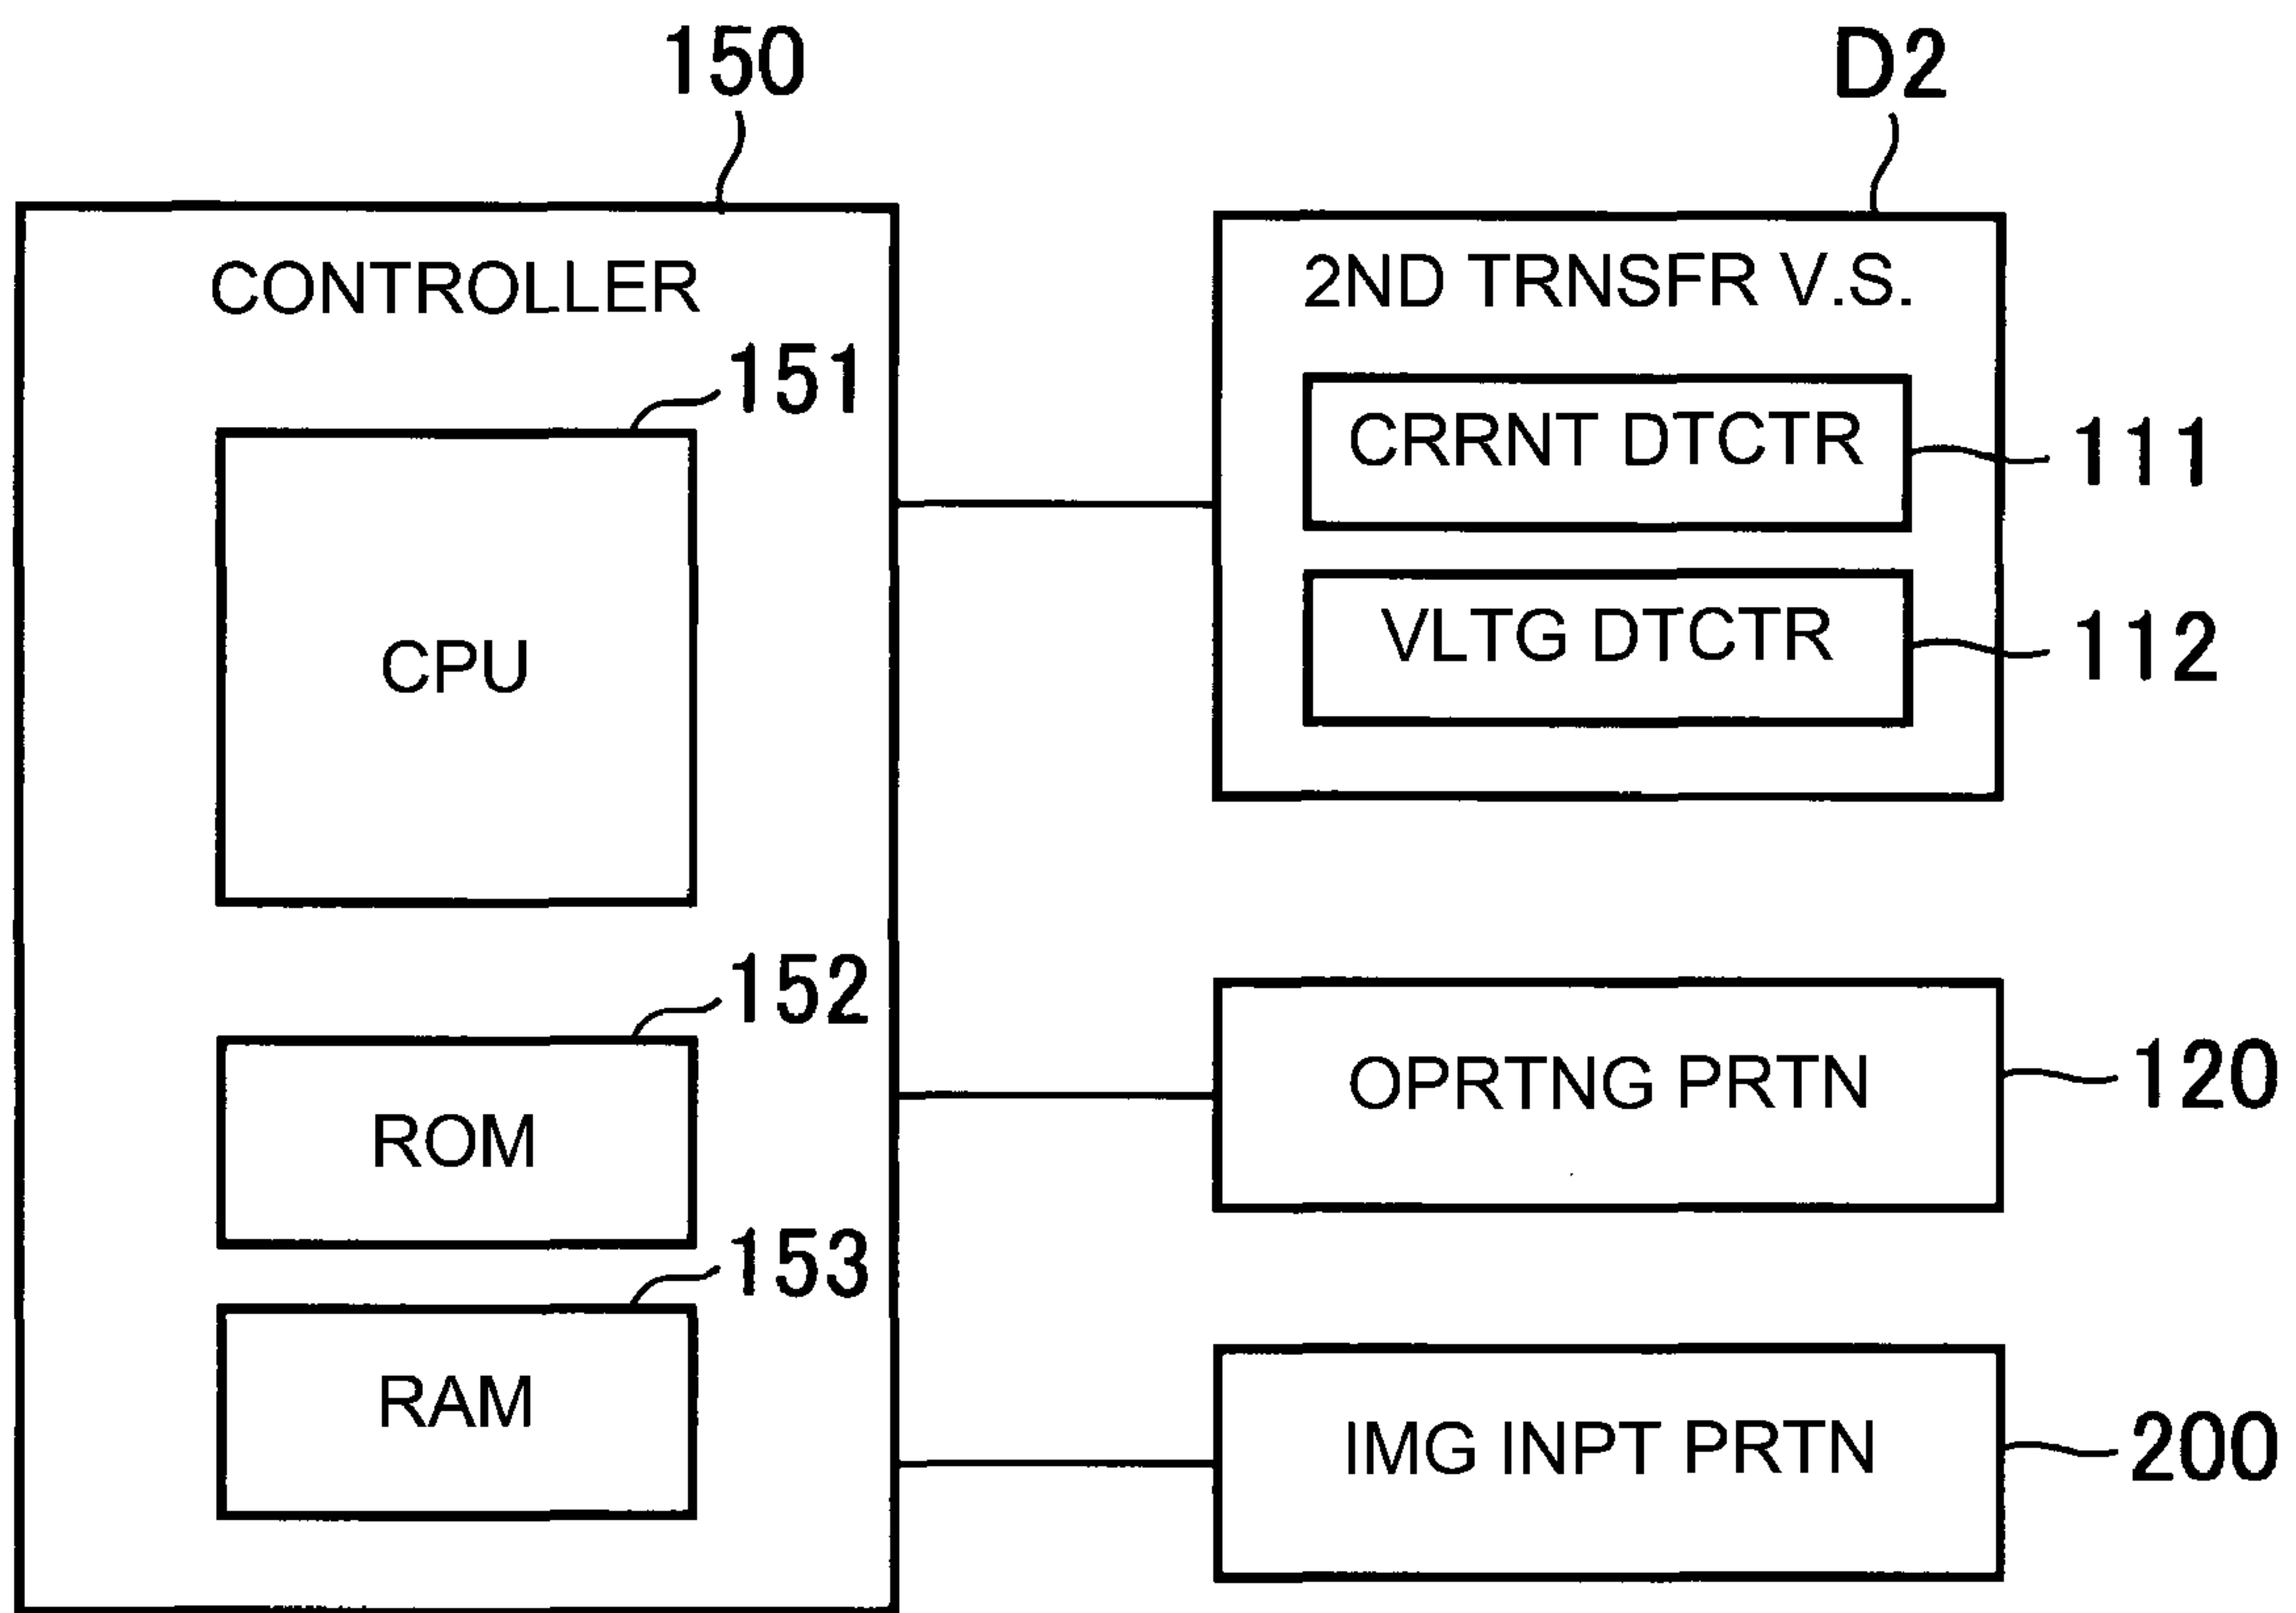 150
CONTROLLER
151
CPU
152
ROM
153
RAM
D2
2ND TRNSFR V.S.
CRRNT DTCTR
111
VLTG DTCTR
112
OPRTNG PRTN
120
IMG INPT PRTN
200